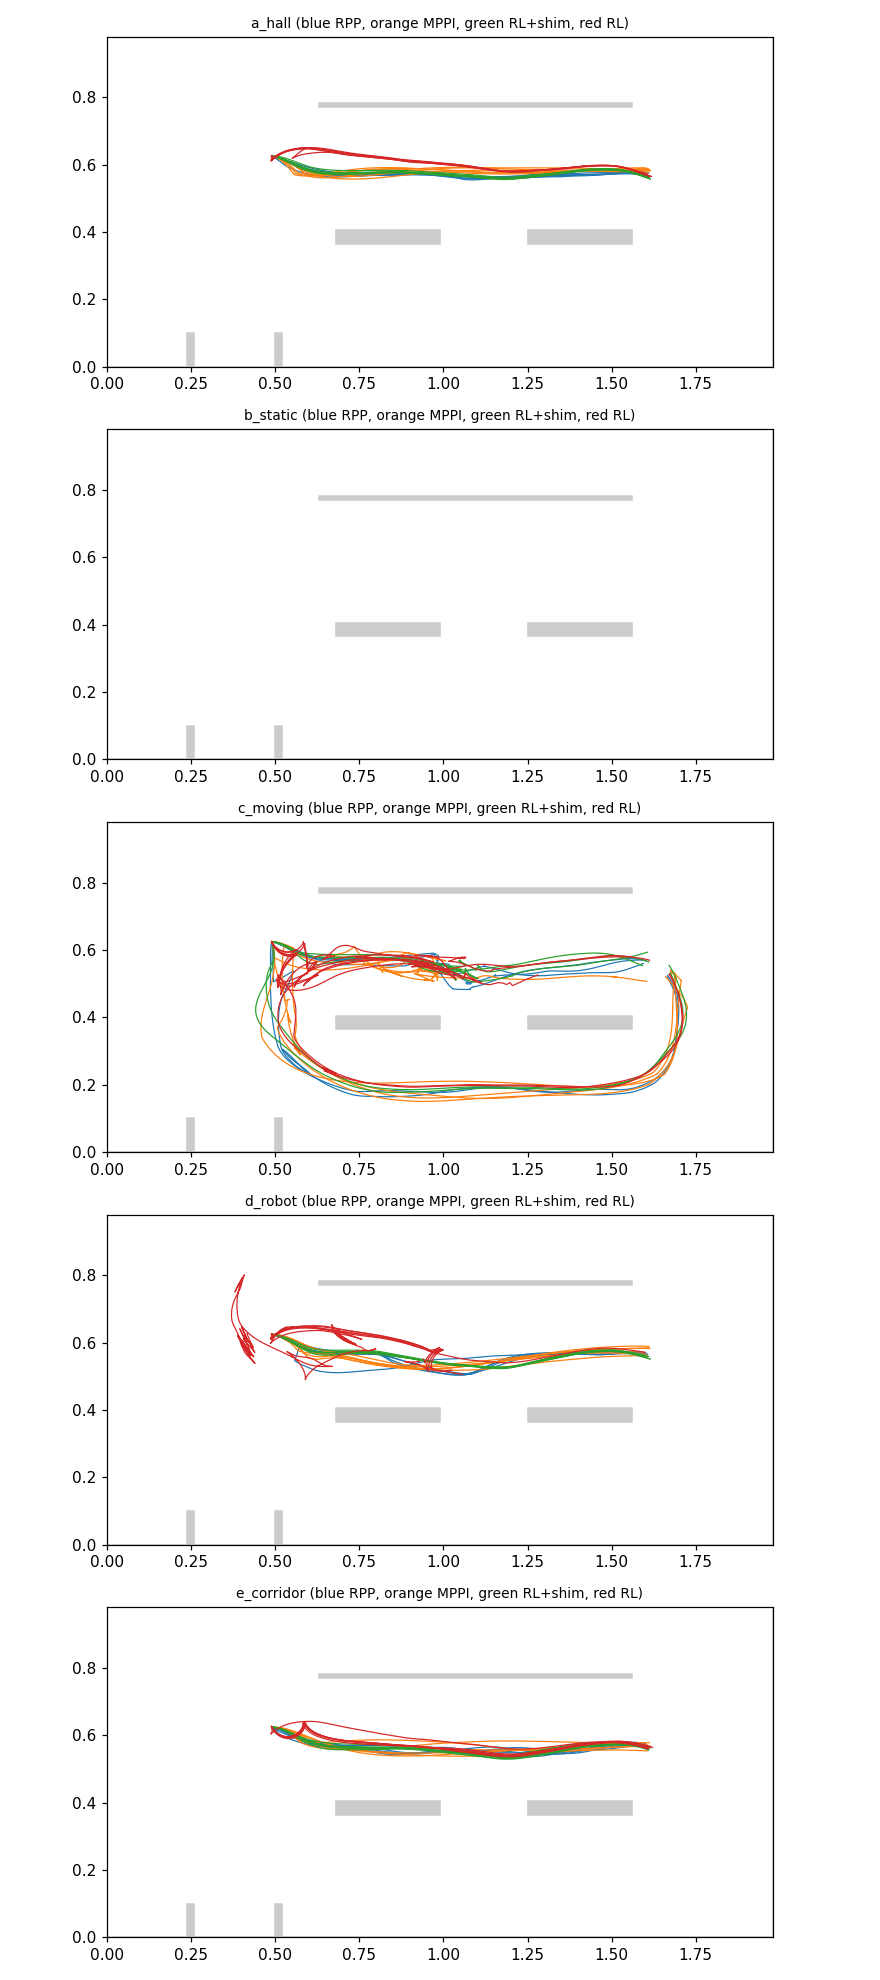 a_hall (blue RPP, orange MPPI, green RL+shim, red RL)
0.8
0.6
0.4
0.2
0.0
0.00 0.25 0.50 0.75 1.00 1.25 1.50 1.75
b_static (blue RPP, orange MPPI, green RL+shim, red RL)
0.8
0.6
0.4
0.2
0.0
0.00 0.25 0.50 0.75 1.00 1.25 1.50 1.75
c_moving (blue RPP, orange MPPI, green RL+shim, red RL)
0.8
0.6
0.4
0.2
0.0
0.00 0.25 0.50 0.75 1.00 1.25 1.50 1.75
d_robot (blue RPP, orange MPPI, green RL+shim, red RL)
0.8
0.6
0.4
0.2
0.0
0.00 0.25 0.50 0.75 1.00 1.25 1.50 1.75
e_corridor (blue RPP, orange MPPI, green RL+shim, red RL)
0.8
0.6
0.4
0.2
0.0
0.00 0.25 0.50 0.75 1.00 1.25 1.50 1.75